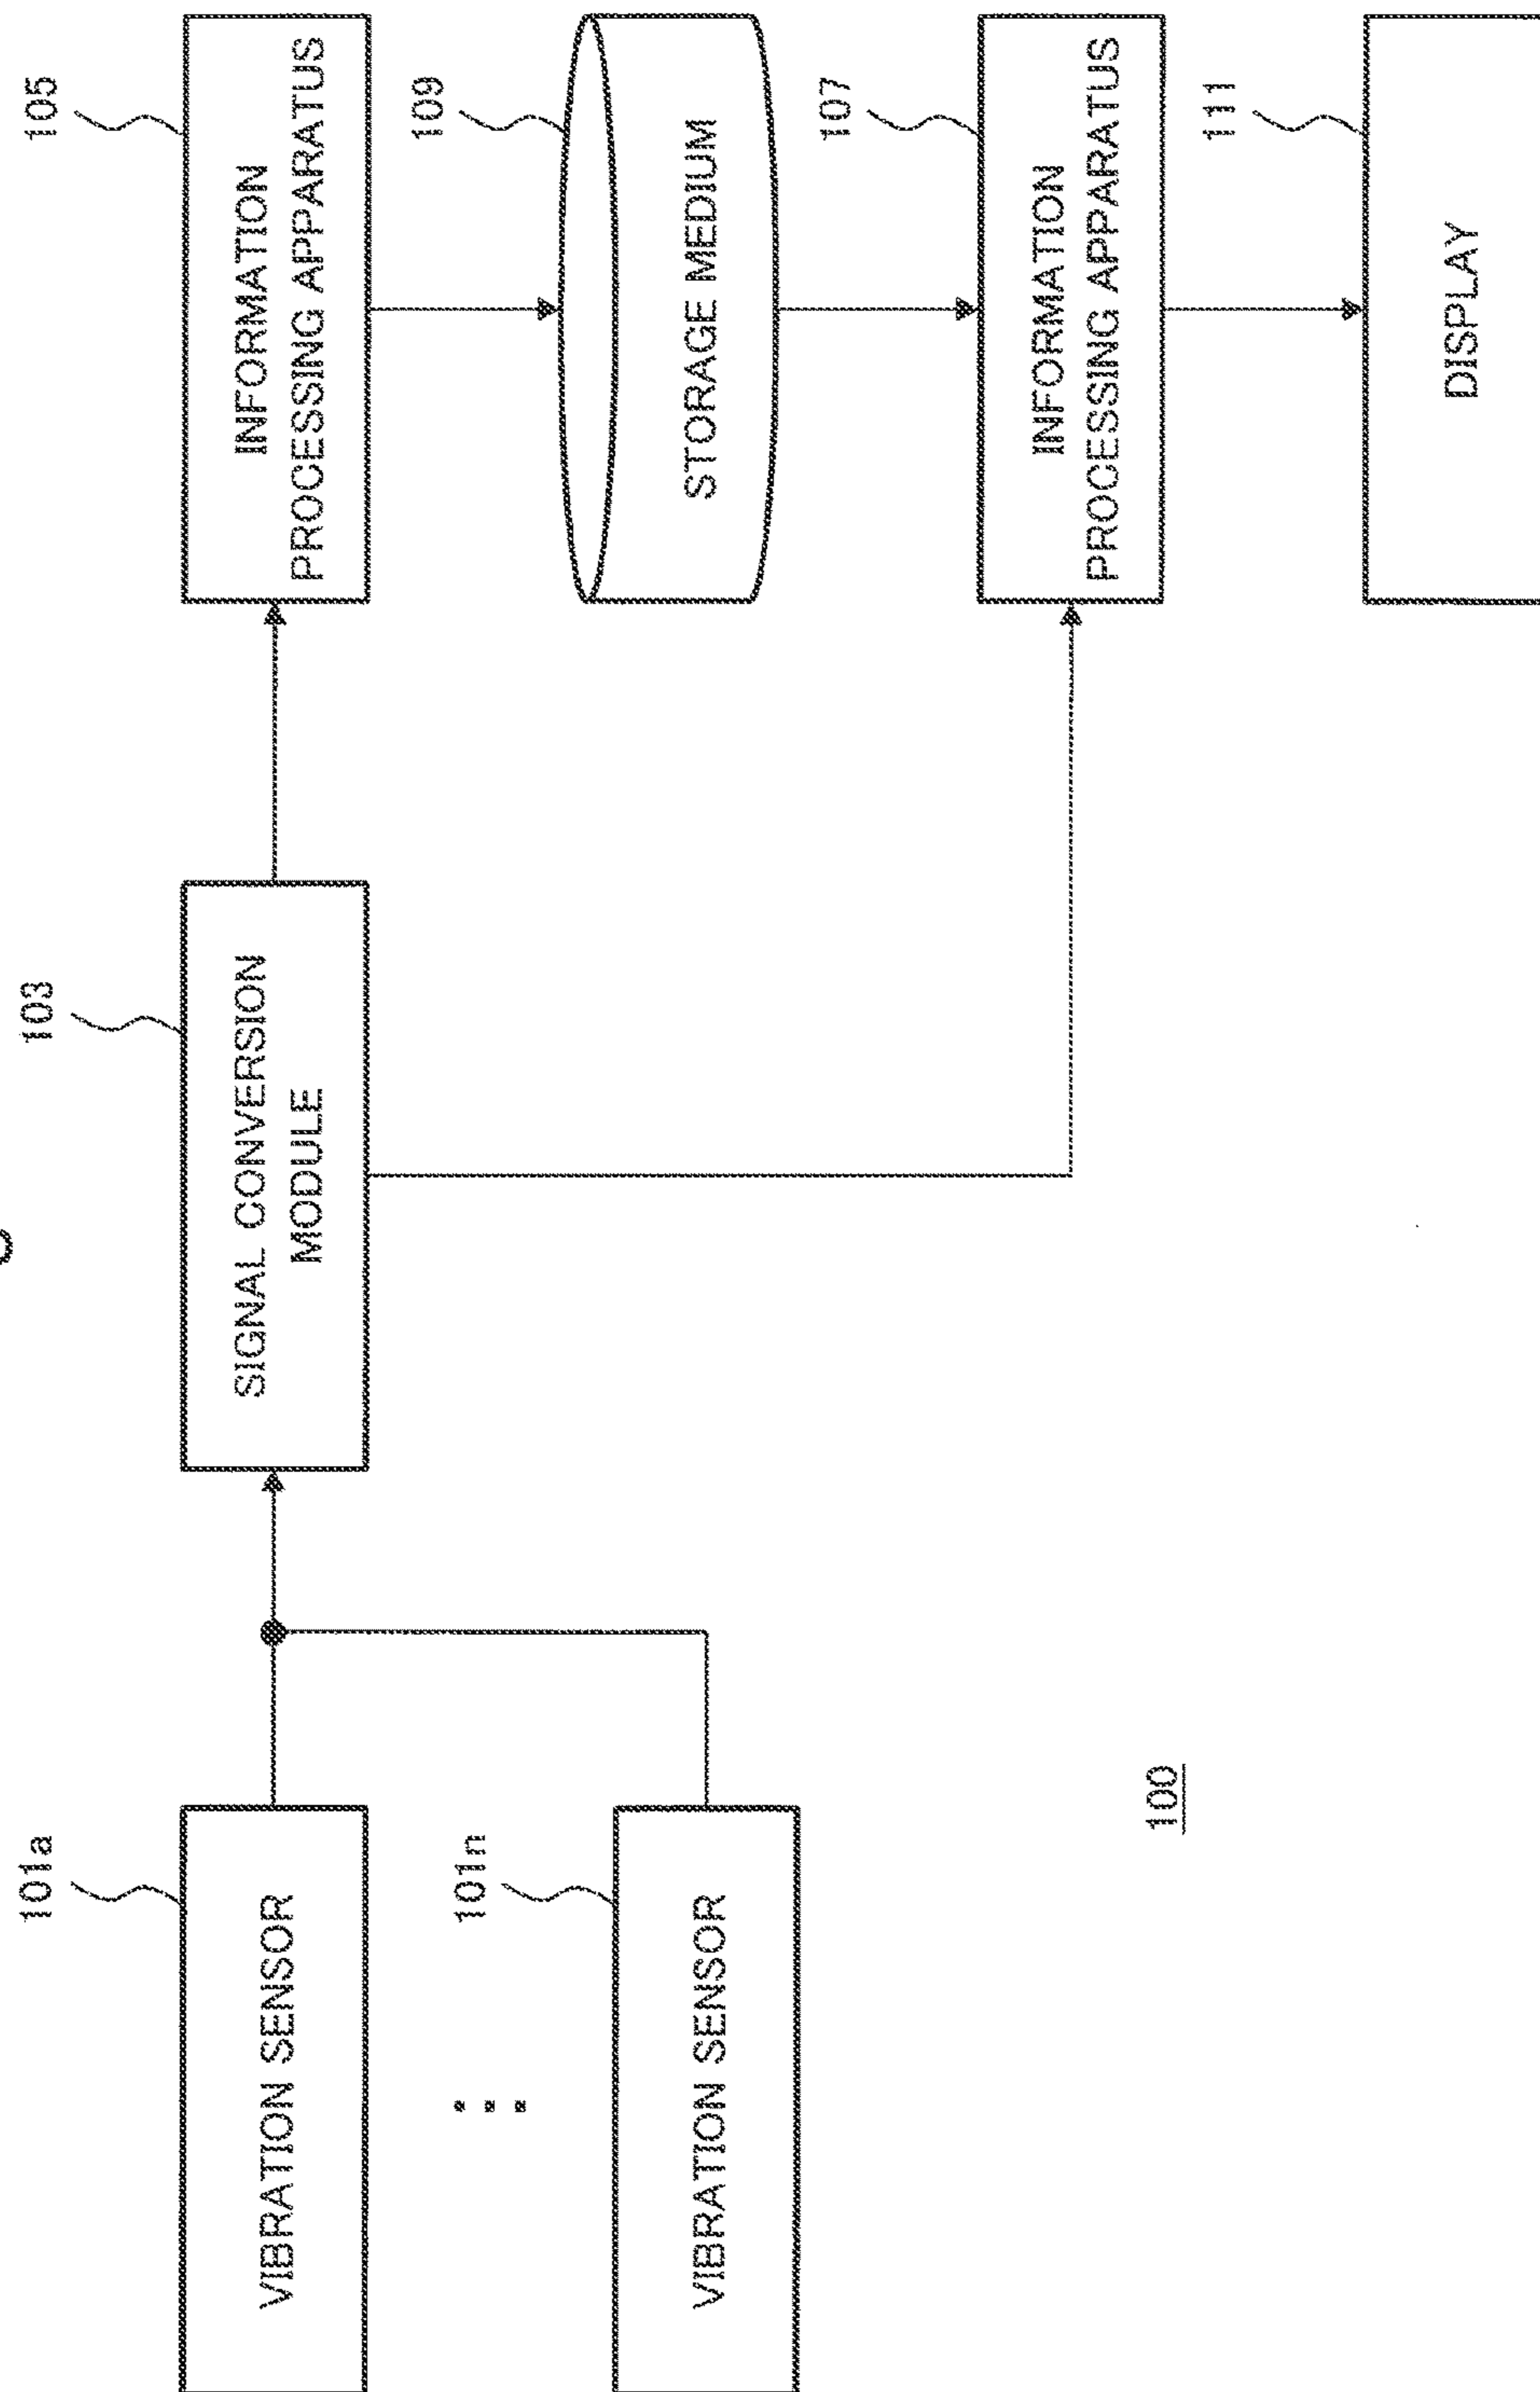 101a
VIBRATION SENSOR
101n
VIBRATION SENSOR
103
SIGNAL CONVERSION
MODULE
105
INFORMATION
PROCESSING APPARATUS
109
STORAGE MEDIUM
107
INFORMATION
PROCESSING APPARATUS
111
DISPLAY
100